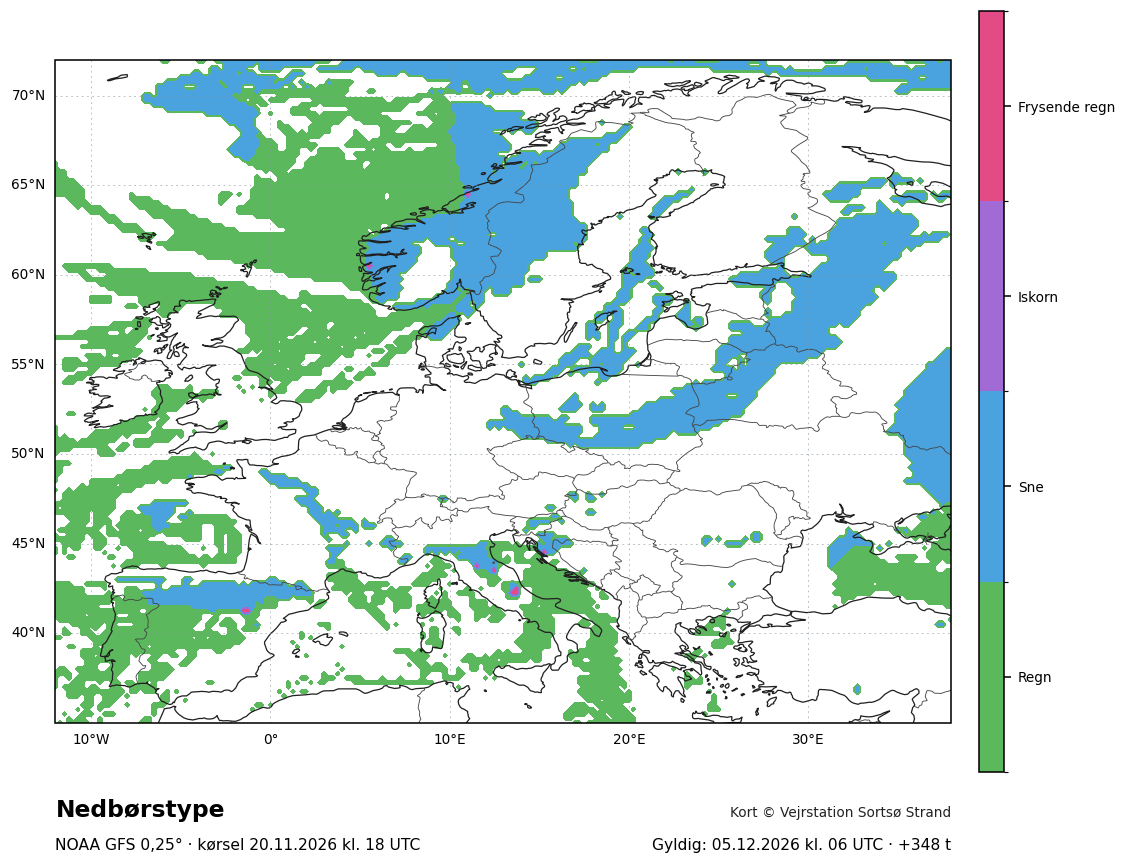 70°N
65°N
60°N
55°N
50°N
45°N
40°N
10°W
0°
10°E
20°E
30°E
Frysende regn
Iskorn
Sne
Regn
Nedbørstype
Kort © Vejrstation Sortsø Strand
NOAA GFS 0,25° · kørsel 20.11.2026 kl. 18 UTC
Gyldig: 05.12.2026 kl. 06 UTC · +348 t